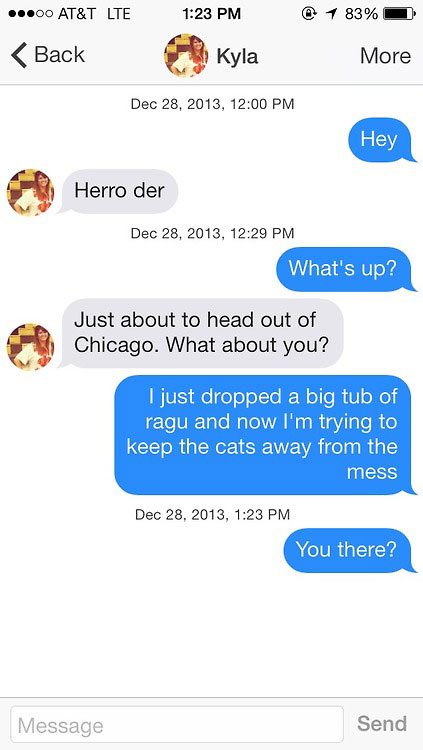 AT&T LTE 1:23 PM 83%
Back Kyla More
Dec 28, 2013, 12:00 PM
Hey
Herro der
Dec 28, 2013, 12:29 PM
What's up?
Just about to head out of
Chicago. What about you?
I just dropped a big tub of
ragu and now I'm trying to
keep the cats away from the
mess
Dec 28, 2013, 1:23 PM
You there?
Message Send